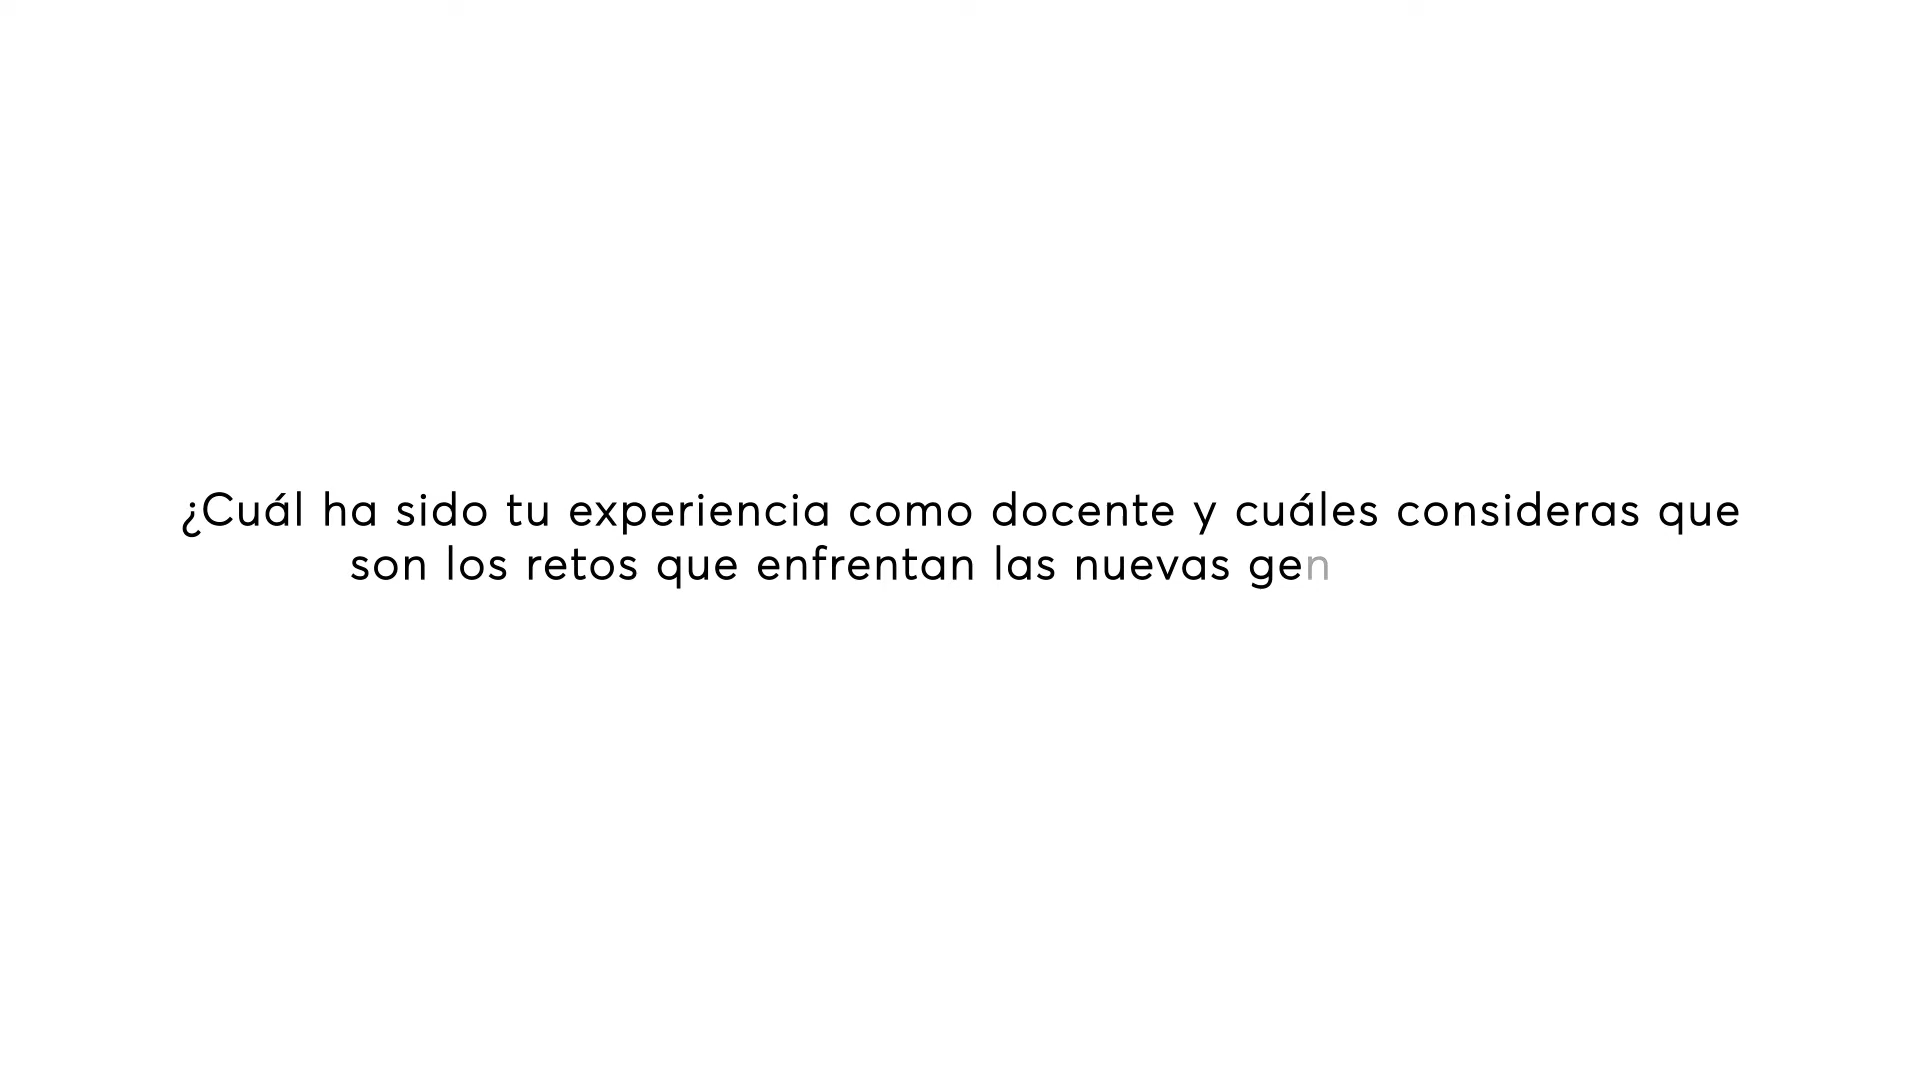 ¿Cuál ha sido tu experiencia como docente y cuáles consideras que
son los retos que enfrentan las nuevas gen